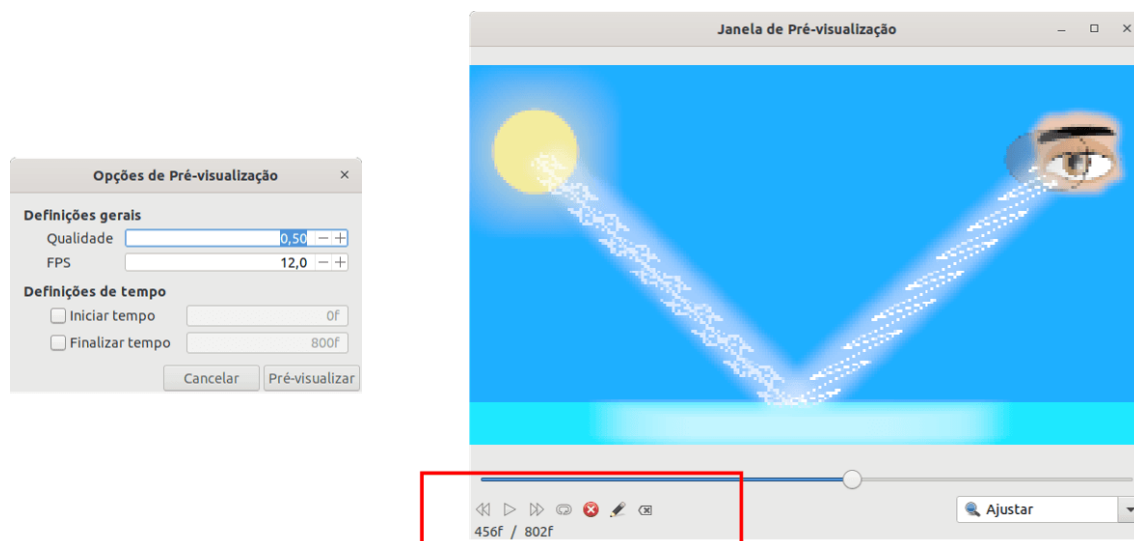 Opções de Pré-visualização
Definições gerais
Qualidade 0,50
FPS 12,0
Definições de tempo
Iniciar tempo 0f
Finalizar tempo 800f
Cancelar Pré-visualizar
Janela de Pré-visualização
Ajustar
456f / 802f